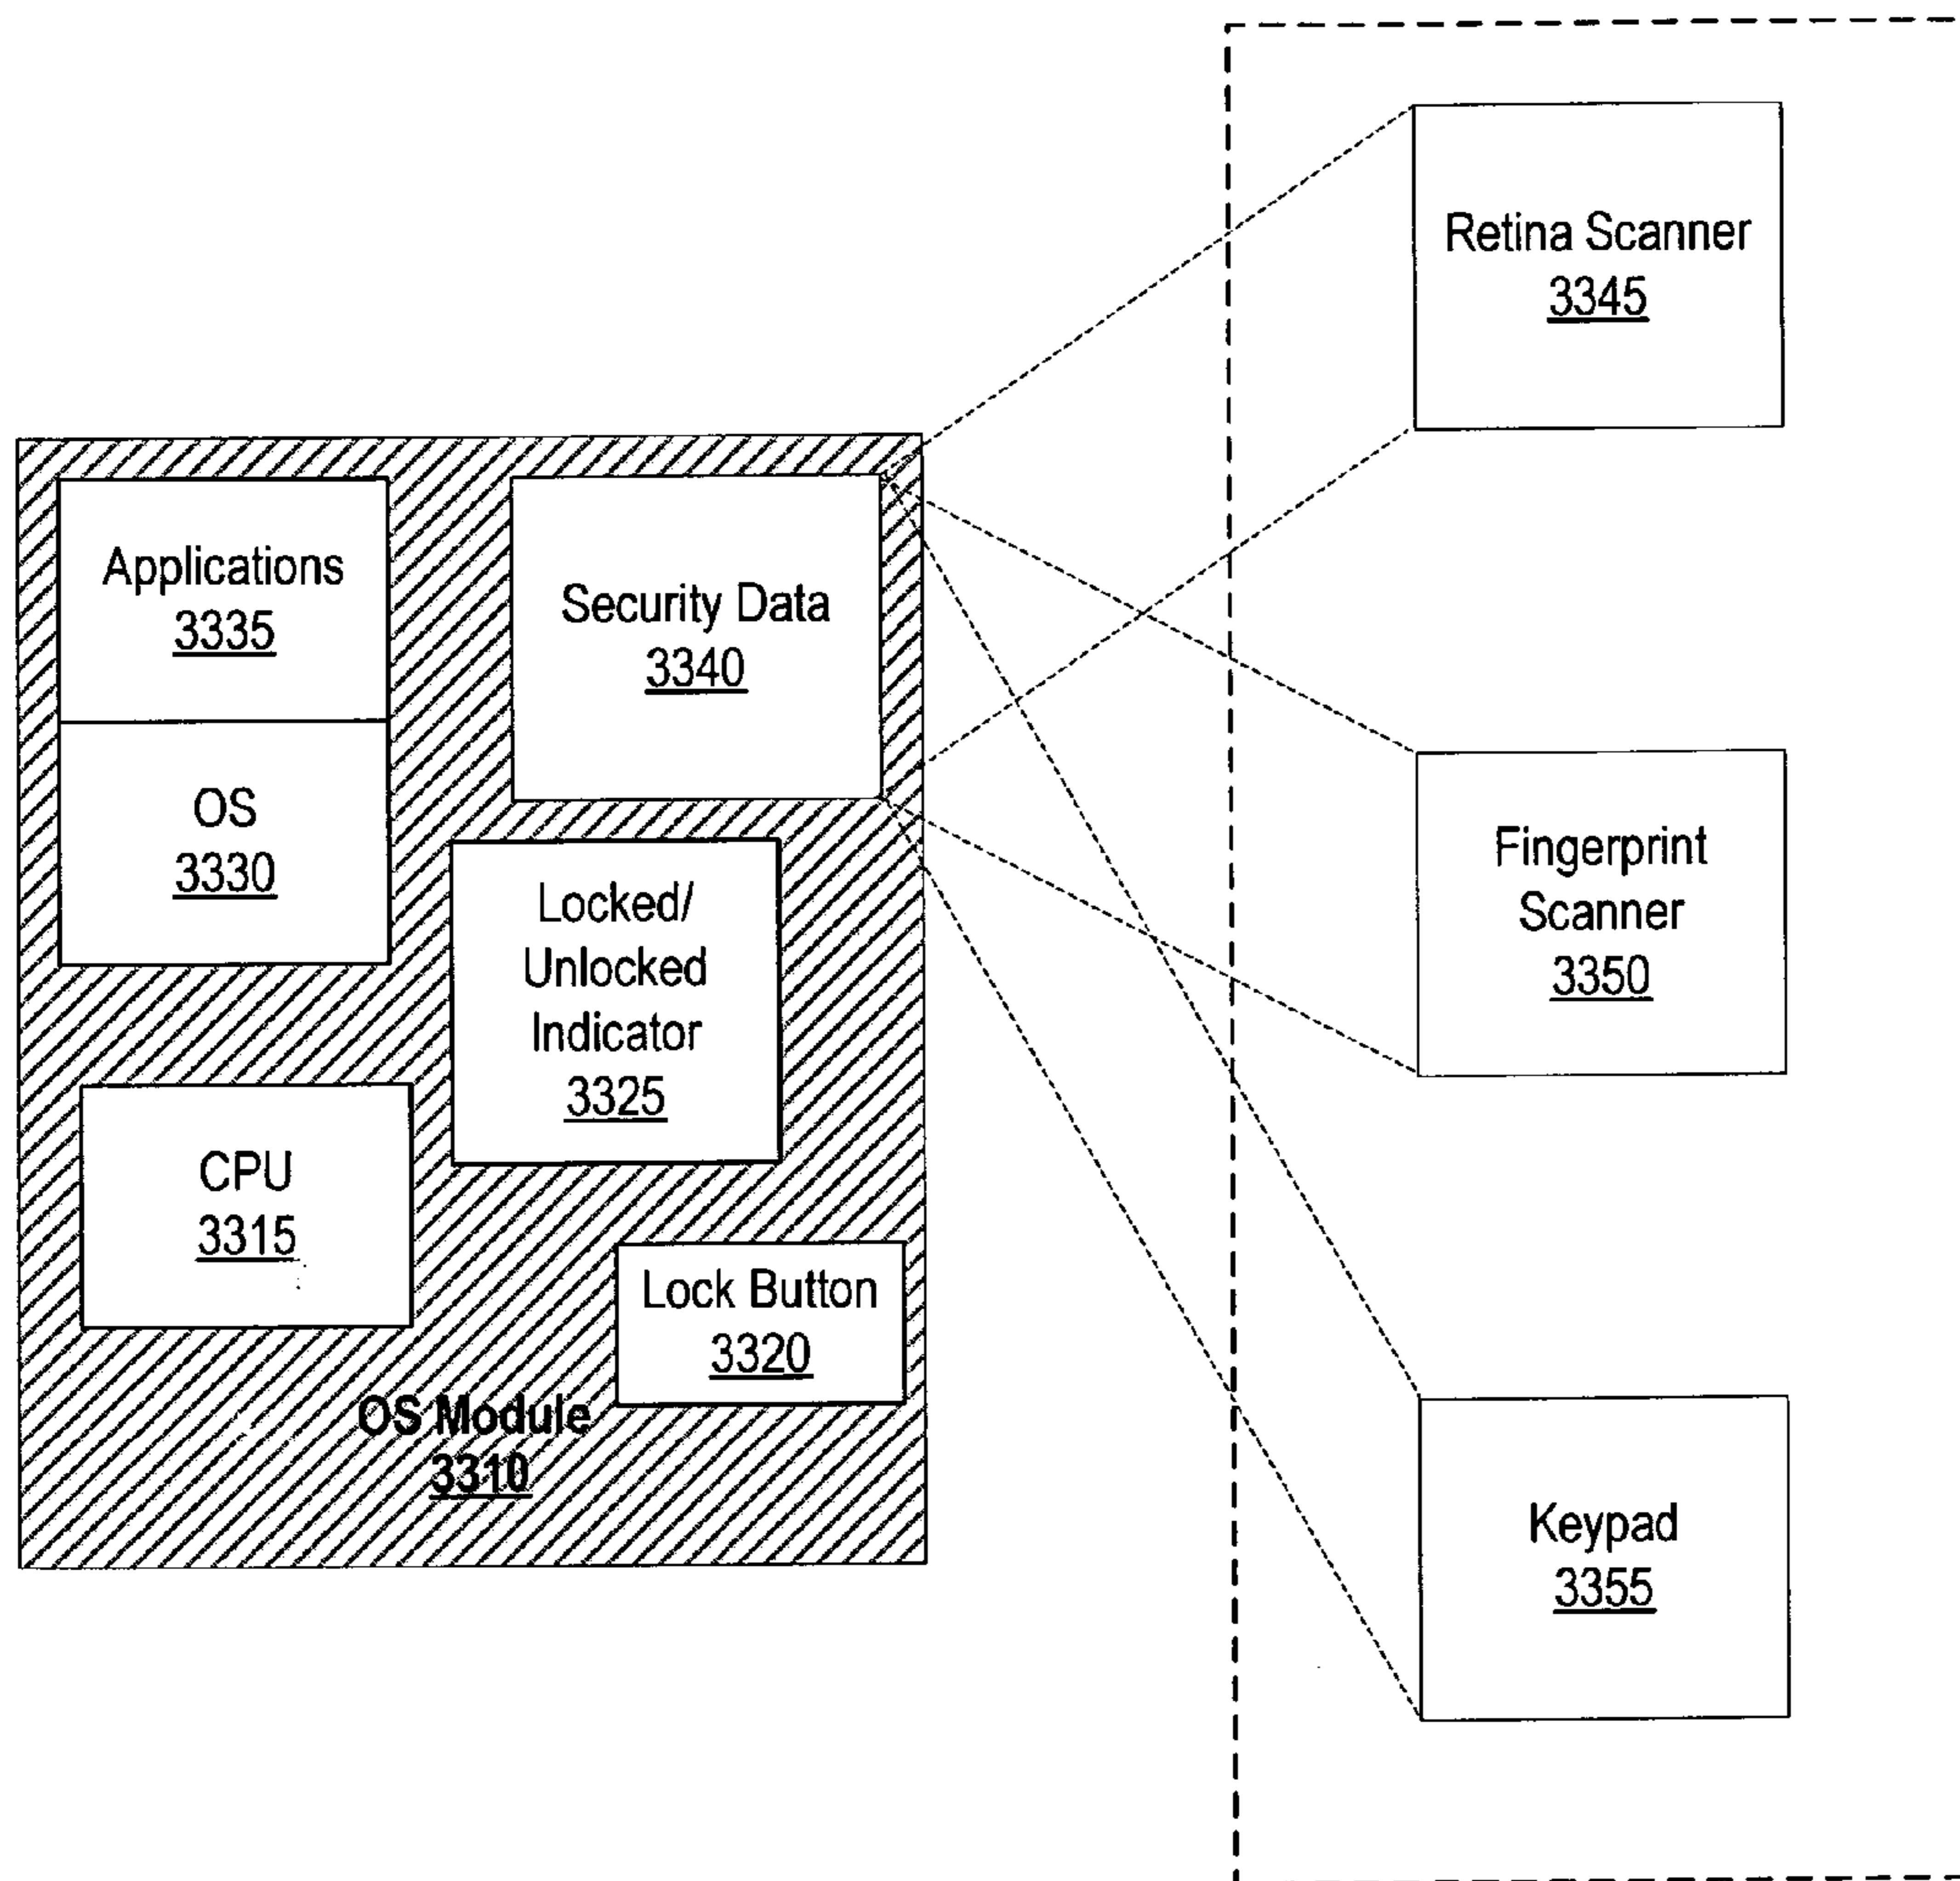 Applications
3335
OS
3330
Security Data
3340
Locked/
Unlocked
Indicator
3325
CPU
3315
Lock Button
3320
OS Module
3310
Retina Scanner
3345
Fingerprint
Scanner
3350
Keypad
3355